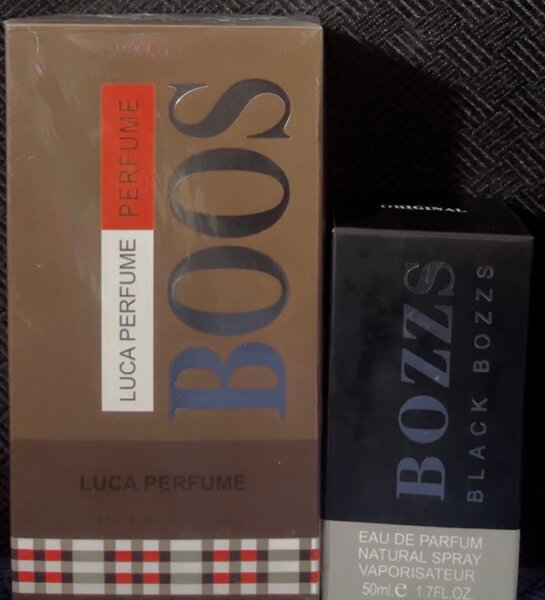 LUCA PERFUME PERFUME
BOOS
LUCA PERFUME
ORIGINAL
BOZZS
BLACK BOZZS
EAU DE PARFUM
NATURAL SPRAY
VAPORISATEUR
50ml.e 1.7FL.OZ.